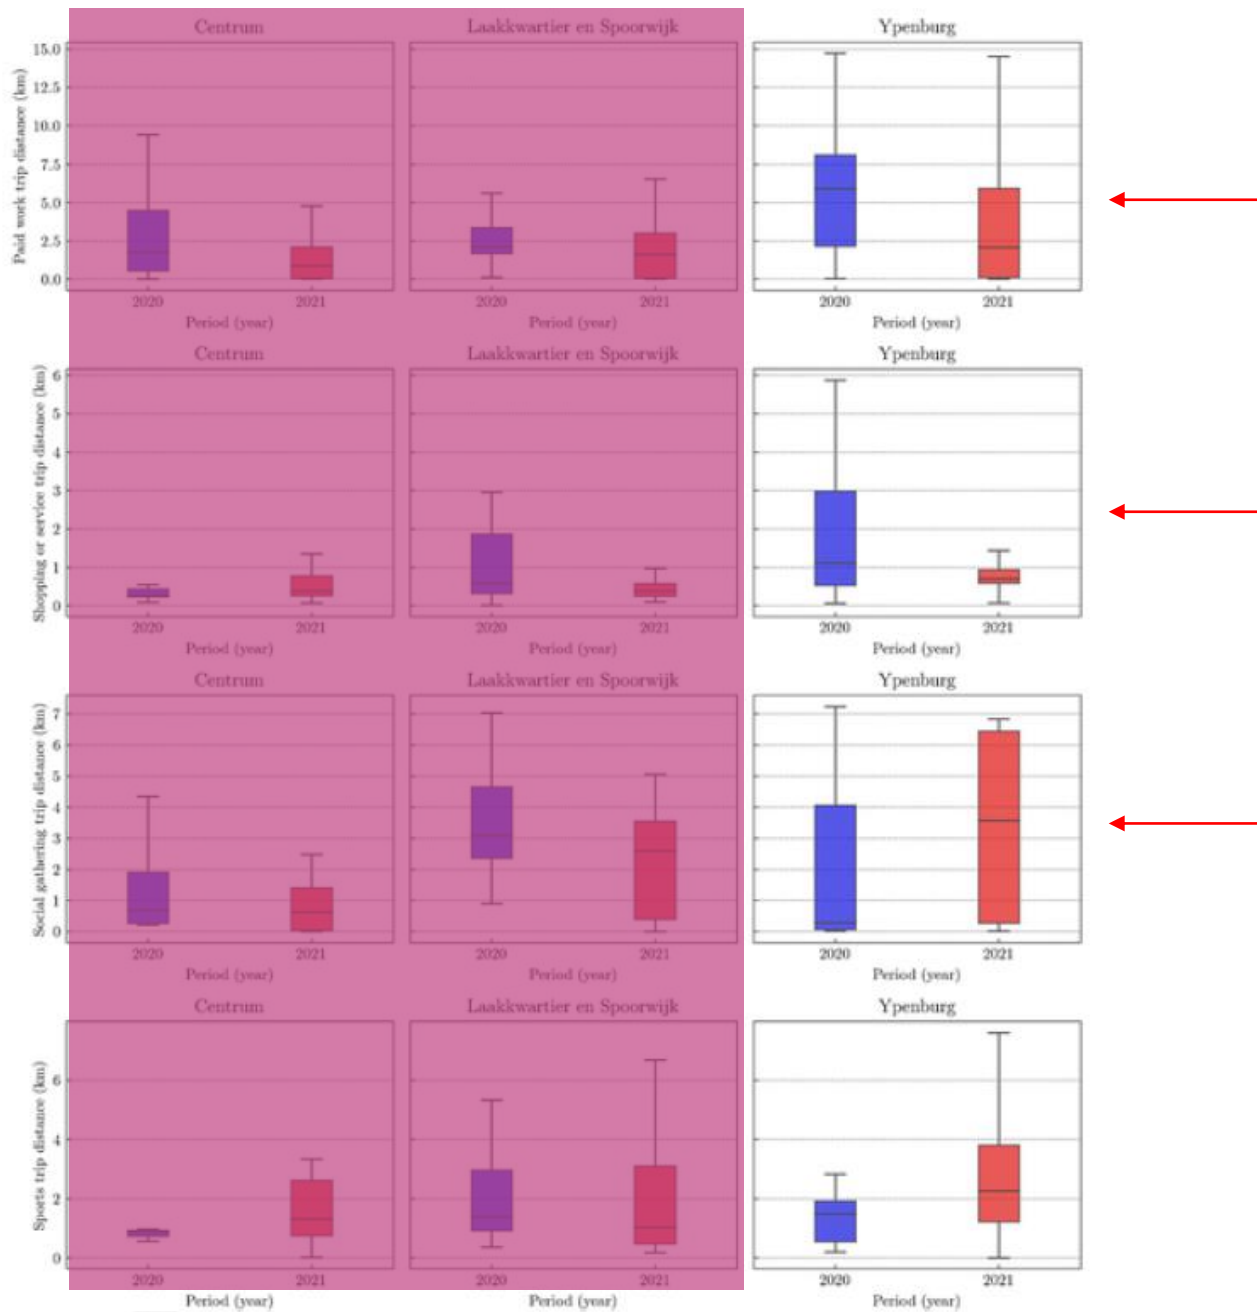 Centrum Laakkwartier en Spoorwijk Ypenburg
Paid work trip distance (km)
15.0
12.5
10.0
7.5
5.0
2.5
0.0
2020 2021 2020 2021 2020 2021
Period (year) Period (year) Period (year)
Centrum Laakkwartier en Spoorwijk Ypenburg
Shopping or service trip distance (km)
6
5
4
3
2
1
0
2020 2021 2020 2021 2020 2021
Period (year) Period (year) Period (year)
Centrum Laakkwartier en Spoorwijk Ypenburg
Social gathering trip distance (km)
7
6
5
4
3
2
1
0
2020 2021 2020 2021 2020 2021
Period (year) Period (year) Period (year)
Centrum Laakkwartier en Spoorwijk Ypenburg
Sports trip distance (km)
6
4
2
0
2020 2021 2020 2021 2020 2021
Period (year) Period (year) Period (year)